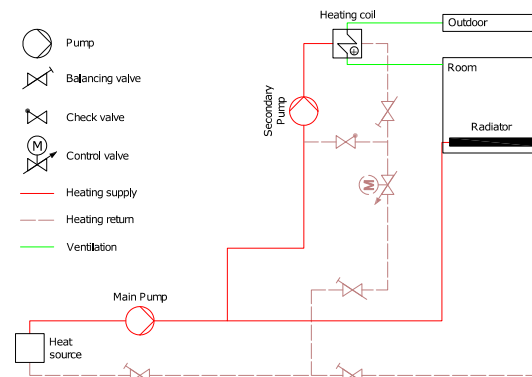 Heating coil
Outdoor
Pump
Room
Balancing valve
Secondary
Pump
Check valve
Radiator
M
Control valve
M
Heating supply
Heating return
Ventilation
Main Pump
Heat
source